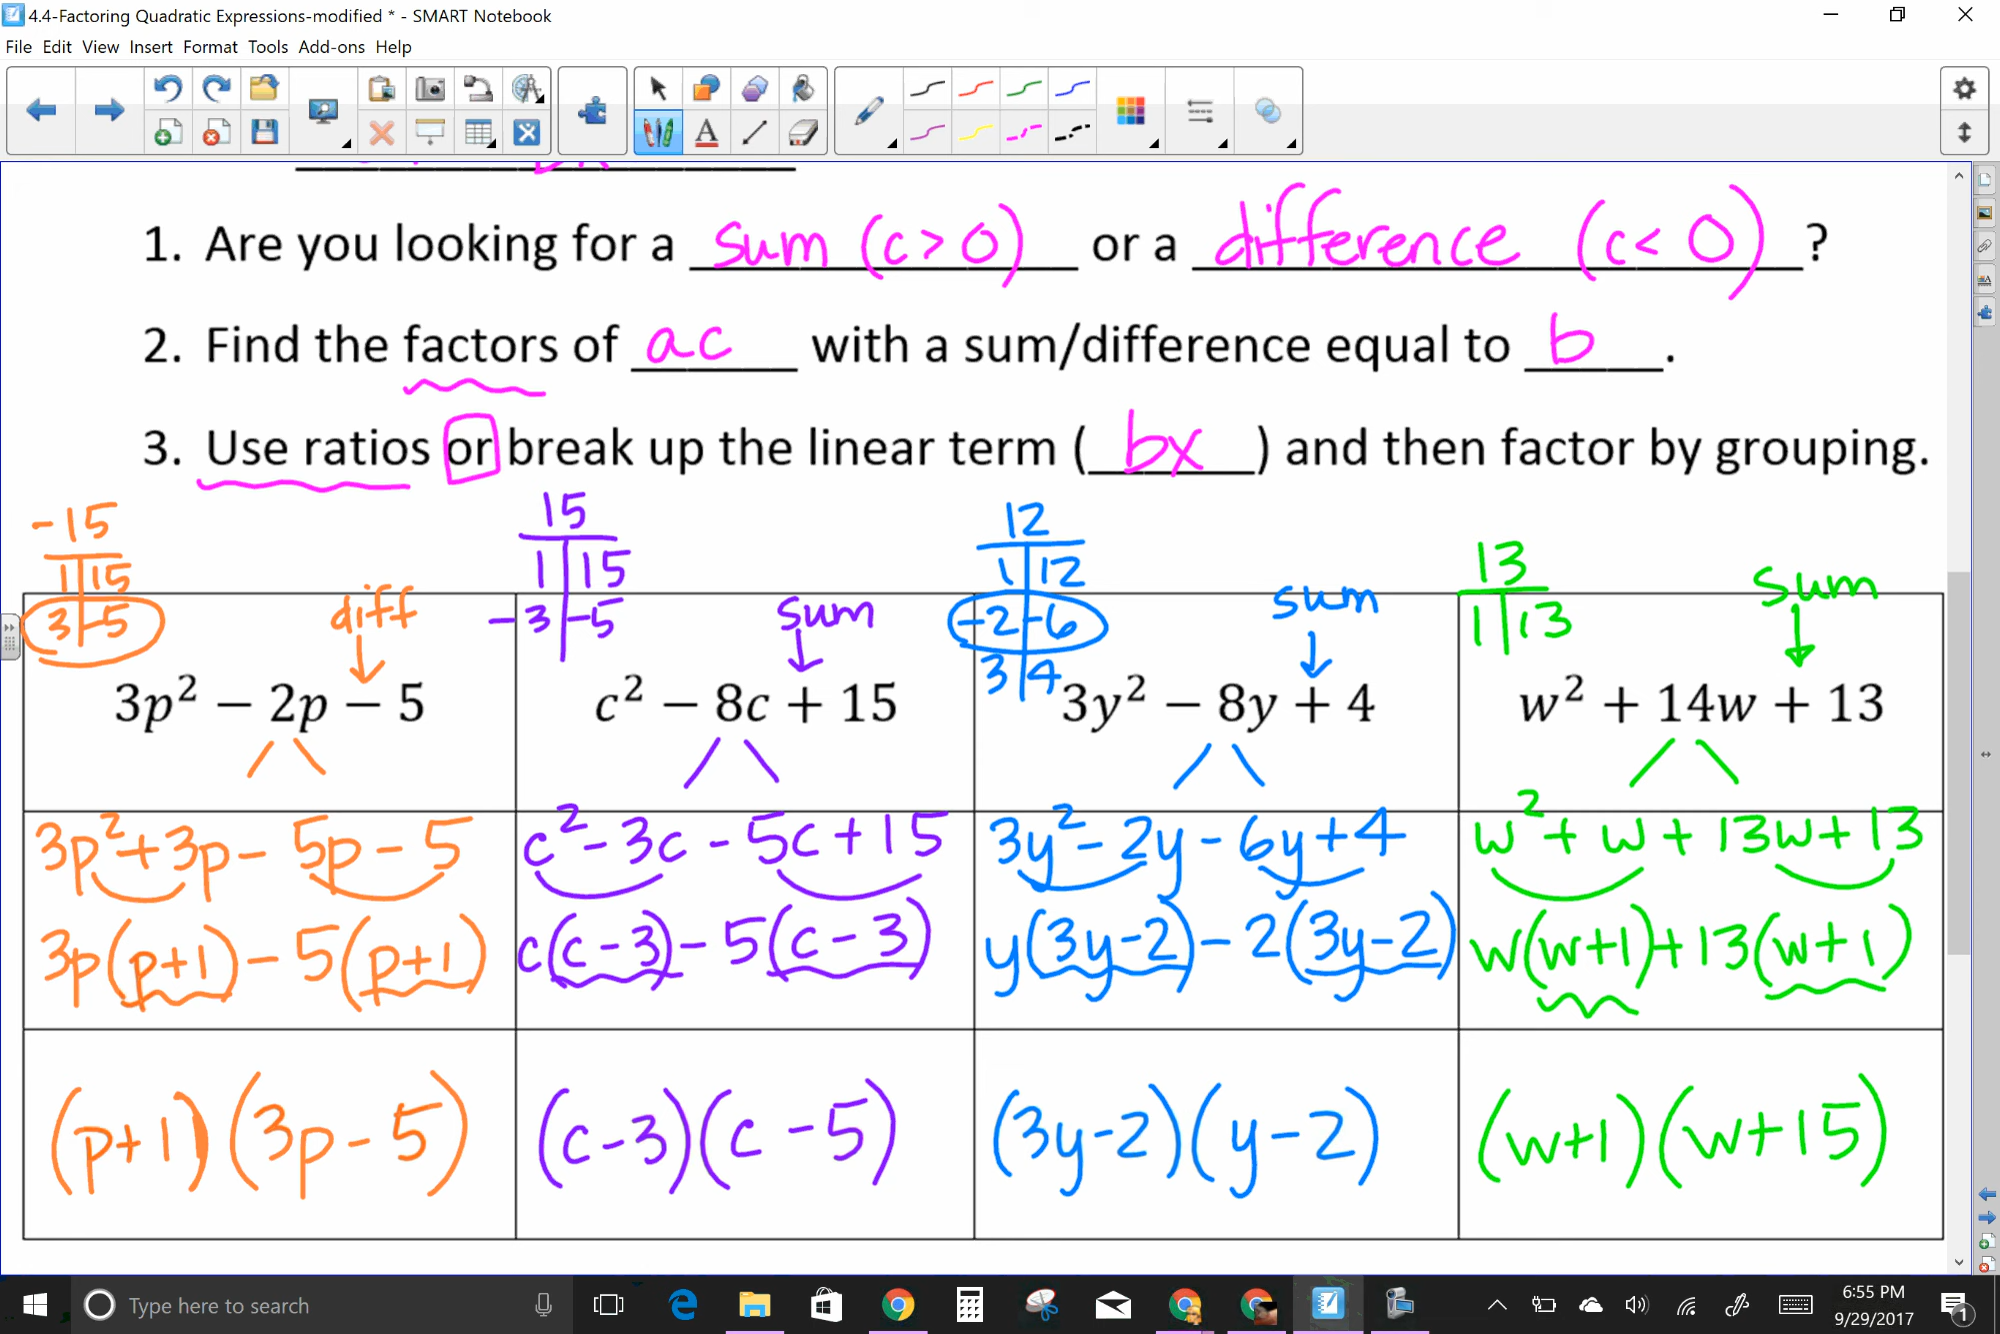 4.4-Factoring Quadratic Expressions-modified * - SMART Notebook
File Edit View Insert Format Tools Add-ons Help
1. Are you looking for a sum (c > 0) or a difference (c < 0) ?
2. Find the factors of ac with a sum/difference equal to b.
3. Use ratios or break up the linear term (bx) and then factor by grouping.
-15
1 | 15
3 | -5
diff
3p² − 2p − 5
3p² + 3p - 5p - 5
3p(p+1) - 5(p+1)
(p+1)(3p-5)
15
1 | 15
-3 | -5
sum
c² − 8c + 15
c² - 3c - 5c + 15
c(c-3) - 5(c-3)
(c-3)(c-5)
12
1 | 12
-2 | -6
3 | 4
sum
3y² − 8y + 4
3y² - 2y - 6y + 4
y(3y-2) - 2(3y-2)
(3y-2)(y-2)
13
1 | 13
sum
w² + 14w + 13
w² + w + 13w + 13
w(w+1) + 13(w+1)
(w+1)(w+15)
Type here to search
6:55 PM
9/29/2017
1